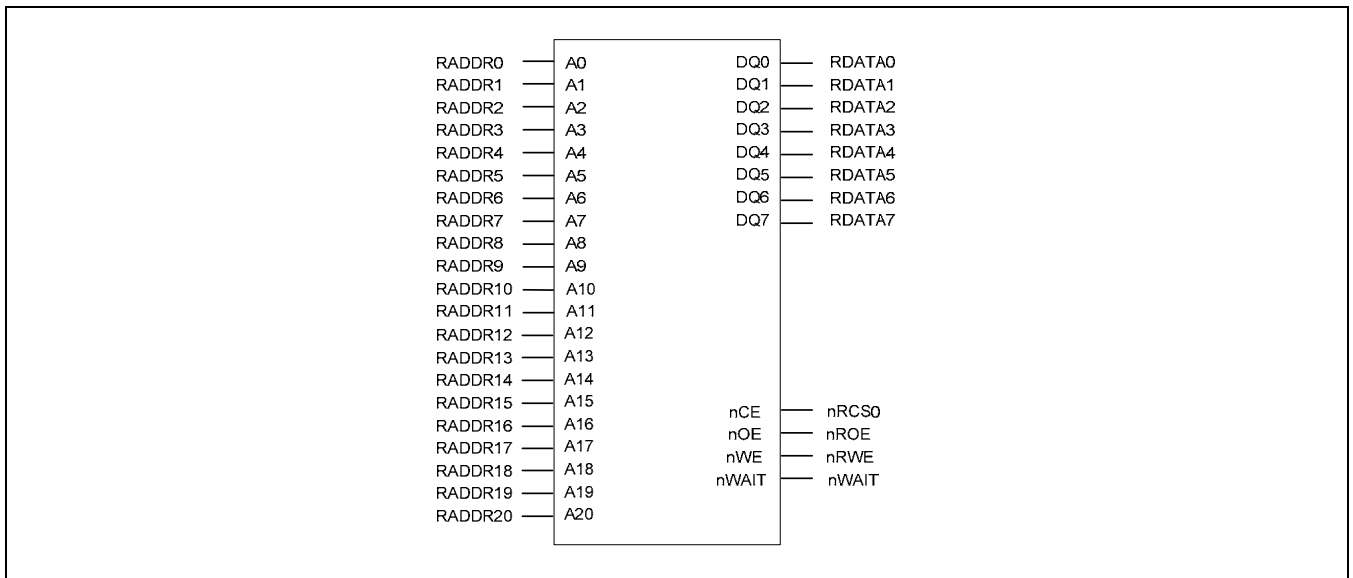 RADDR0 A0 DQ0 RDATA0
RADDR1 A1 DQ1 RDATA1
RADDR2 A2 DQ2 RDATA2
RADDR3 A3 DQ3 RDATA3
RADDR4 A4 DQ4 RDATA4
RADDR5 A5 DQ5 RDATA5
RADDR6 A6 DQ6 RDATA6
RADDR7 A7 DQ7 RDATA7
RADDR8 A8
RADDR9 A9
RADDR10 A10
RADDR11 A11
RADDR12 A12
RADDR13 A13
RADDR14 A14
RADDR15 A15 nCE nRCS0
RADDR16 A16 nOE nROE
RADDR17 A17 nWE nRWE
RADDR18 A18 nWAIT nWAIT
RADDR19 A19
RADDR20 A20